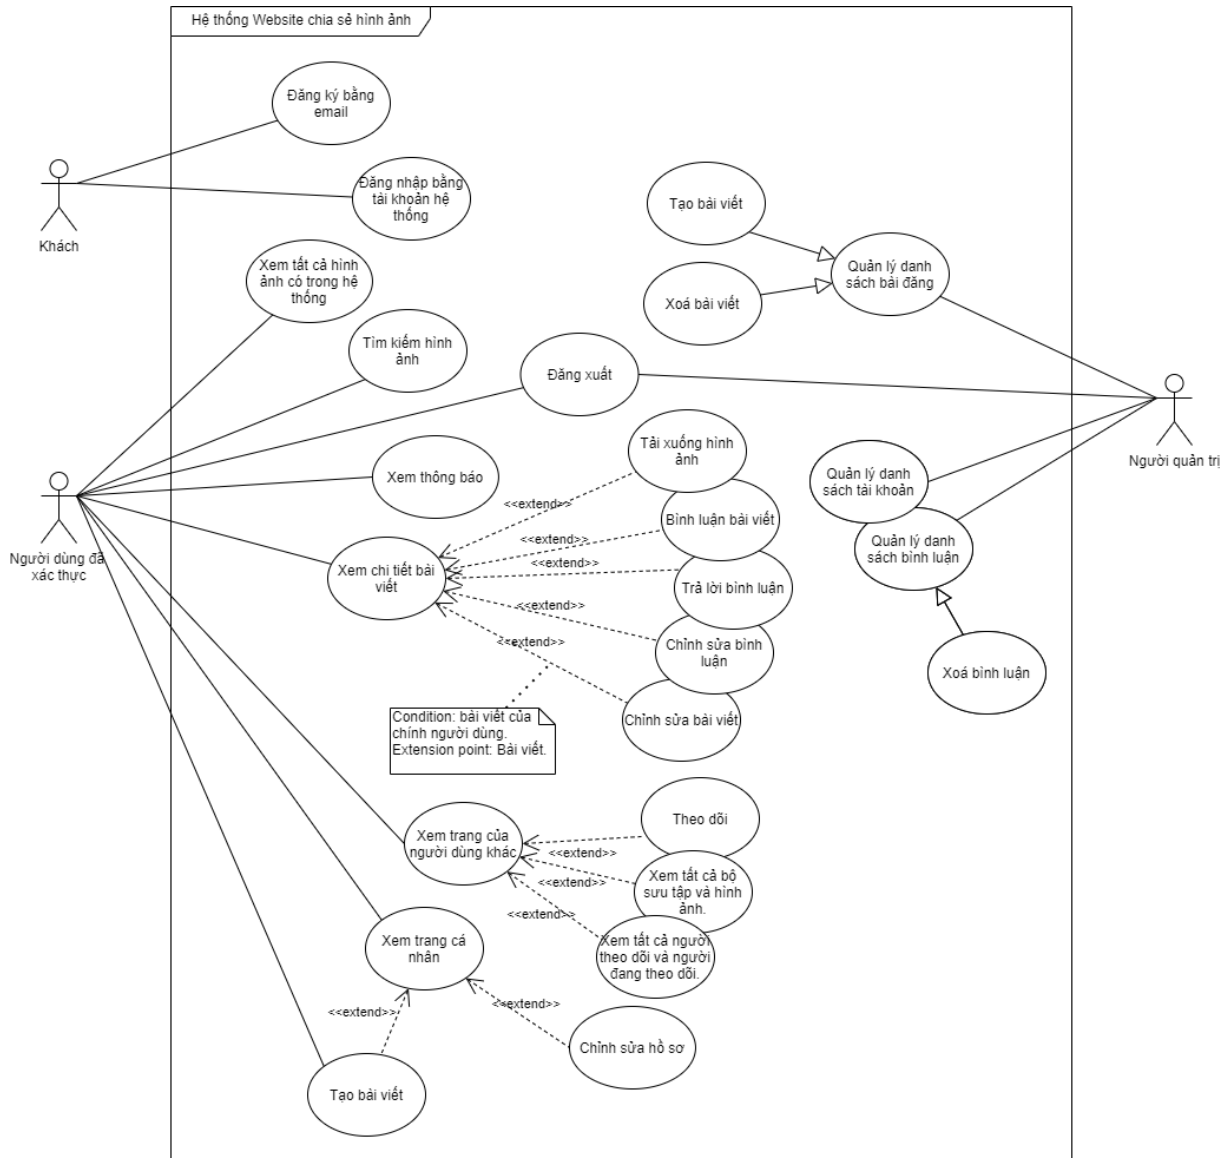 Hệ thống Website chia sẻ hình ảnh
Đăng ký bằng
email
Đăng nhập bằng
tài khoản hệ
thống
Khách
Tạo bài viết
Xem tất cả hình
ảnh có trong hệ
thống
Quản lý danh
sách bài đăng
Xoá bài viết
Tìm kiếm hình
ảnh
Đăng xuất
Người quản trị
Tải xuống hình
ảnh
Xem thông báo
Quản lý danh
sách tài khoản
<<extend>>
Bình luận bài viết
<<extend>>
Quản lý danh
sách bình luận
Người dùng đã
xác thực
Xem chi tiết bài
viết
<<extend>>
Trả lời bình luận
<<extend>>
<<extend>>
Chỉnh sửa bình
luận
Xoá bình luận
Condition: bài viết của
chính người dùng.
Extension point: Bài viết.
Chỉnh sửa bài viết
Theo dõi
Xem trang của
người dùng khác
<<extend>>
<<extend>>
Xem tất cả bộ
sưu tập và hình
ảnh.
<<extend>>
Xem tất cả người
theo dõi và người
đang theo dõi.
Xem trang cá
nhân
<<extend>>
<<extend>>
Chỉnh sửa hồ sơ
Tạo bài viết